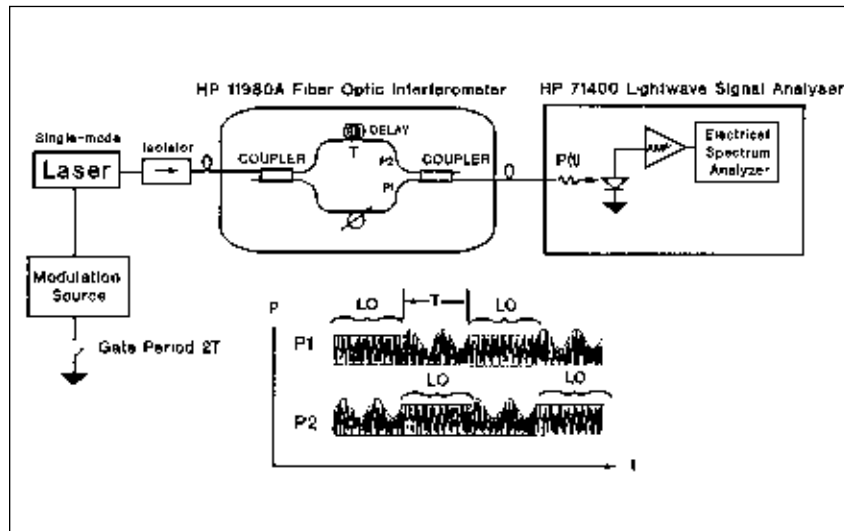 HP 11980A Fiber Optic Interferometer
HP 71400 Lightwave Signal Analyser
Single-mode
Laser
Isolator
COUPLER
DELAY
T
P2
P1
COUPLER
P(f)
AMP
Electrical
Spectrum
Analyzer
Modulation
Source
Gate Period 2T
P
LO
T
LO
P1
LO
LO
P2
t